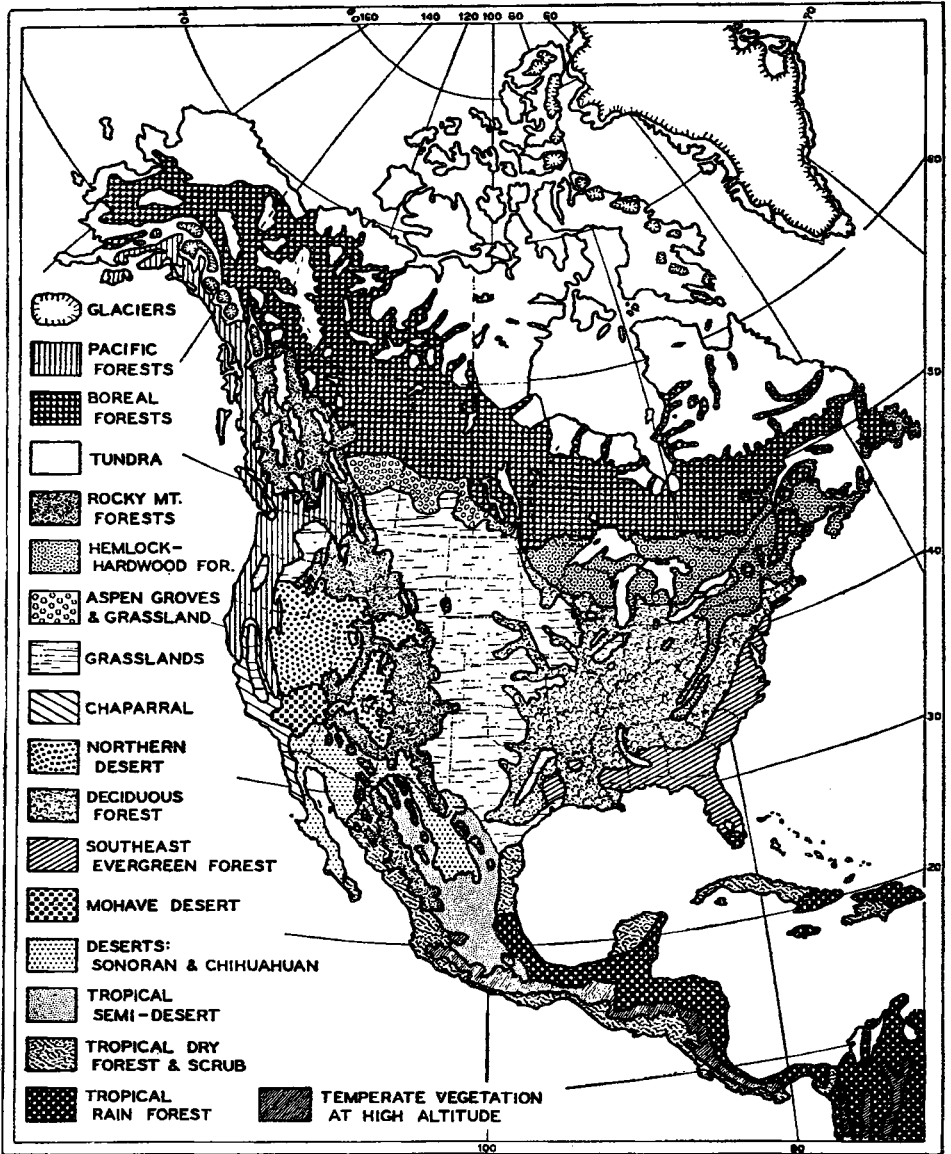 160 140 120 100 80 60
70
60
50
40
30
20
GLACIERS
PACIFIC
FORESTS
BOREAL
FORESTS
TUNDRA
ROCKY MT.
FORESTS
HEMLOCK-
HARDWOOD FOR.
ASPEN GROVES
& GRASSLAND
GRASSLANDS
CHAPARRAL
NORTHERN
DESERT
DECIDUOUS
FOREST
SOUTHEAST
EVERGREEN FOREST
MOHAVE DESERT
DESERTS:
SONORAN & CHIHUAHUAN
TROPICAL
SEMI-DESERT
TROPICAL DRY
FOREST & SCRUB
TROPICAL
RAIN FOREST
TEMPERATE VEGETATION
AT HIGH ALTITUDE
100